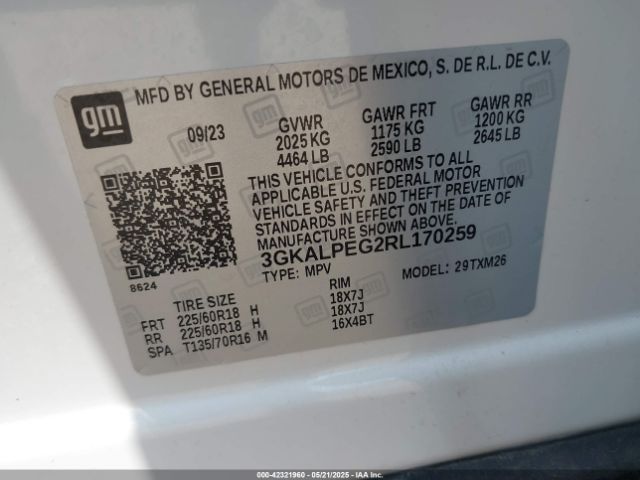 gm
MFD BY GENERAL MOTORS DE MEXICO, S. DE R.L. DE C.V.
09/23 GVWR GAWR FRT GAWR RR
2025 KG 1175 KG 1200 KG
4464 LB 2590 LB 2645 LB
THIS VEHICLE CONFORMS TO ALL
APPLICABLE U.S. FEDERAL MOTOR
VEHICLE SAFETY AND THEFT PREVENTION
STANDARDS IN EFFECT ON THE DATE OF
MANUFACTURE SHOWN ABOVE.
3GKALPEG2RL170259
TYPE: MPV MODEL: 29TXM26
8624
TIRE SIZE RIM
FRT 225/60R18 H 18X7J
RR 225/60R18 H 18X7J
SPA T135/70R16 M 16X4BT
000-42321960 - 05/21/2025 - IAAI.COM